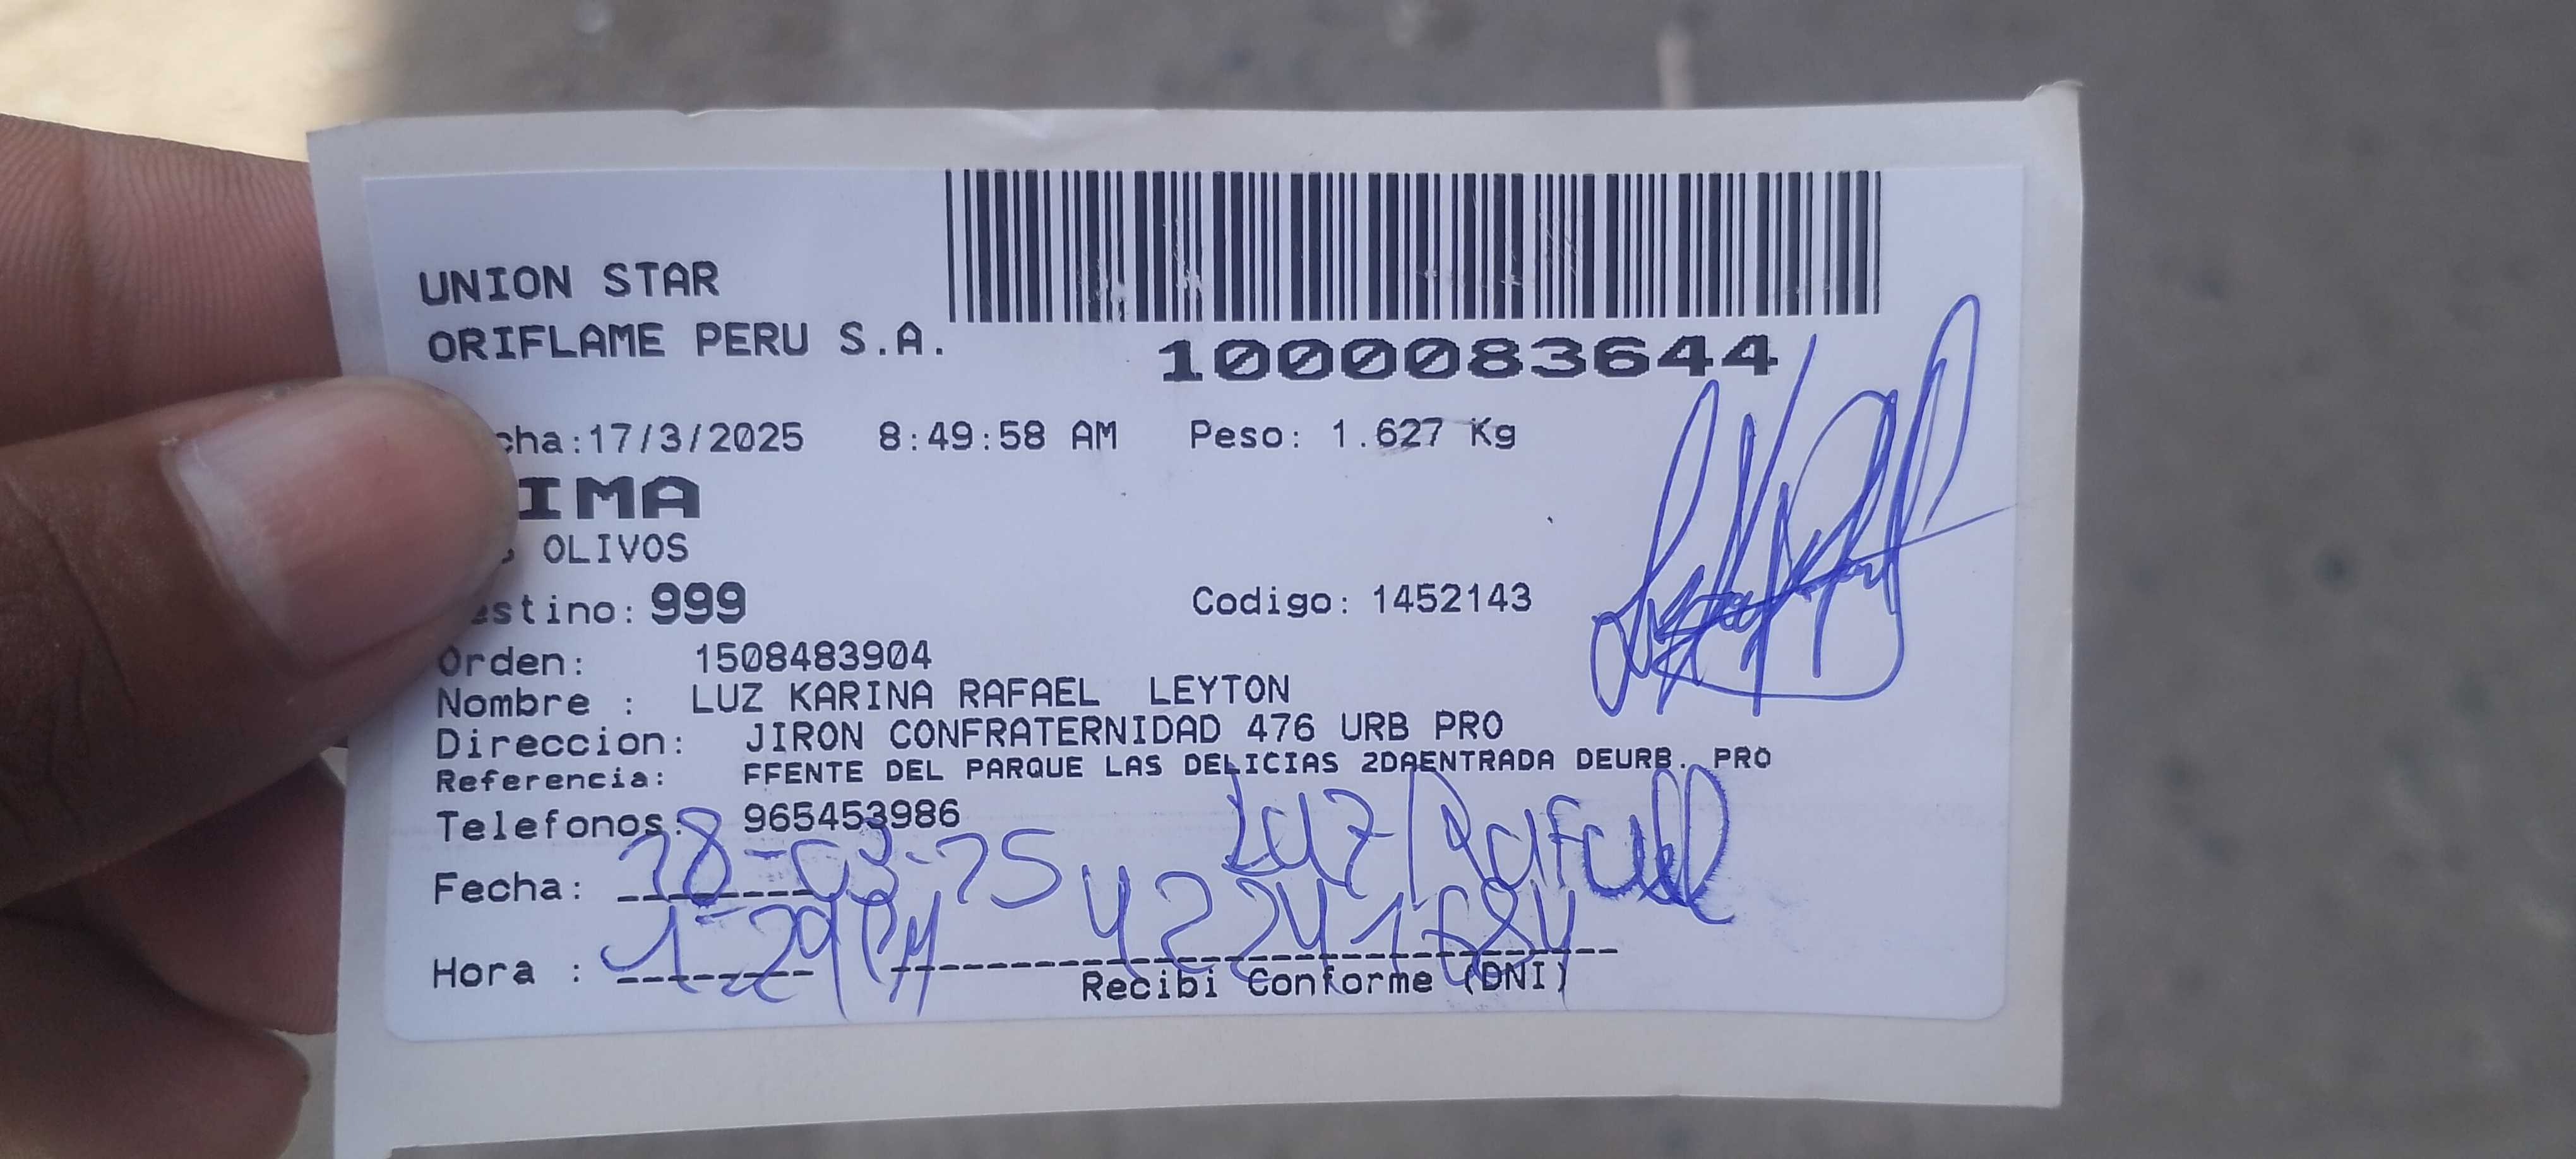 UNION STAR
ORIFLAME PERU S.A.
1000083644
cha:17/3/2025 8:49:58 AM Peso: 1.627 Kg
IMA
OLIVOS
estino: 999 Codigo: 1452143
Orden: 1508483904
Nombre : LUZ KARINA RAFAEL LEYTON
Direccion: JIRON CONFRATERNIDAD 476 URB PRO
Referencia: FFENTE DEL PARQUE LAS DELICIAS 2DAENTRADA DEURB. PRO
Telefonos: 965453986
Luz Rafael
Fecha: 18-03-25
Hora : 1-29 PM
Recibi Conforme (DNI)